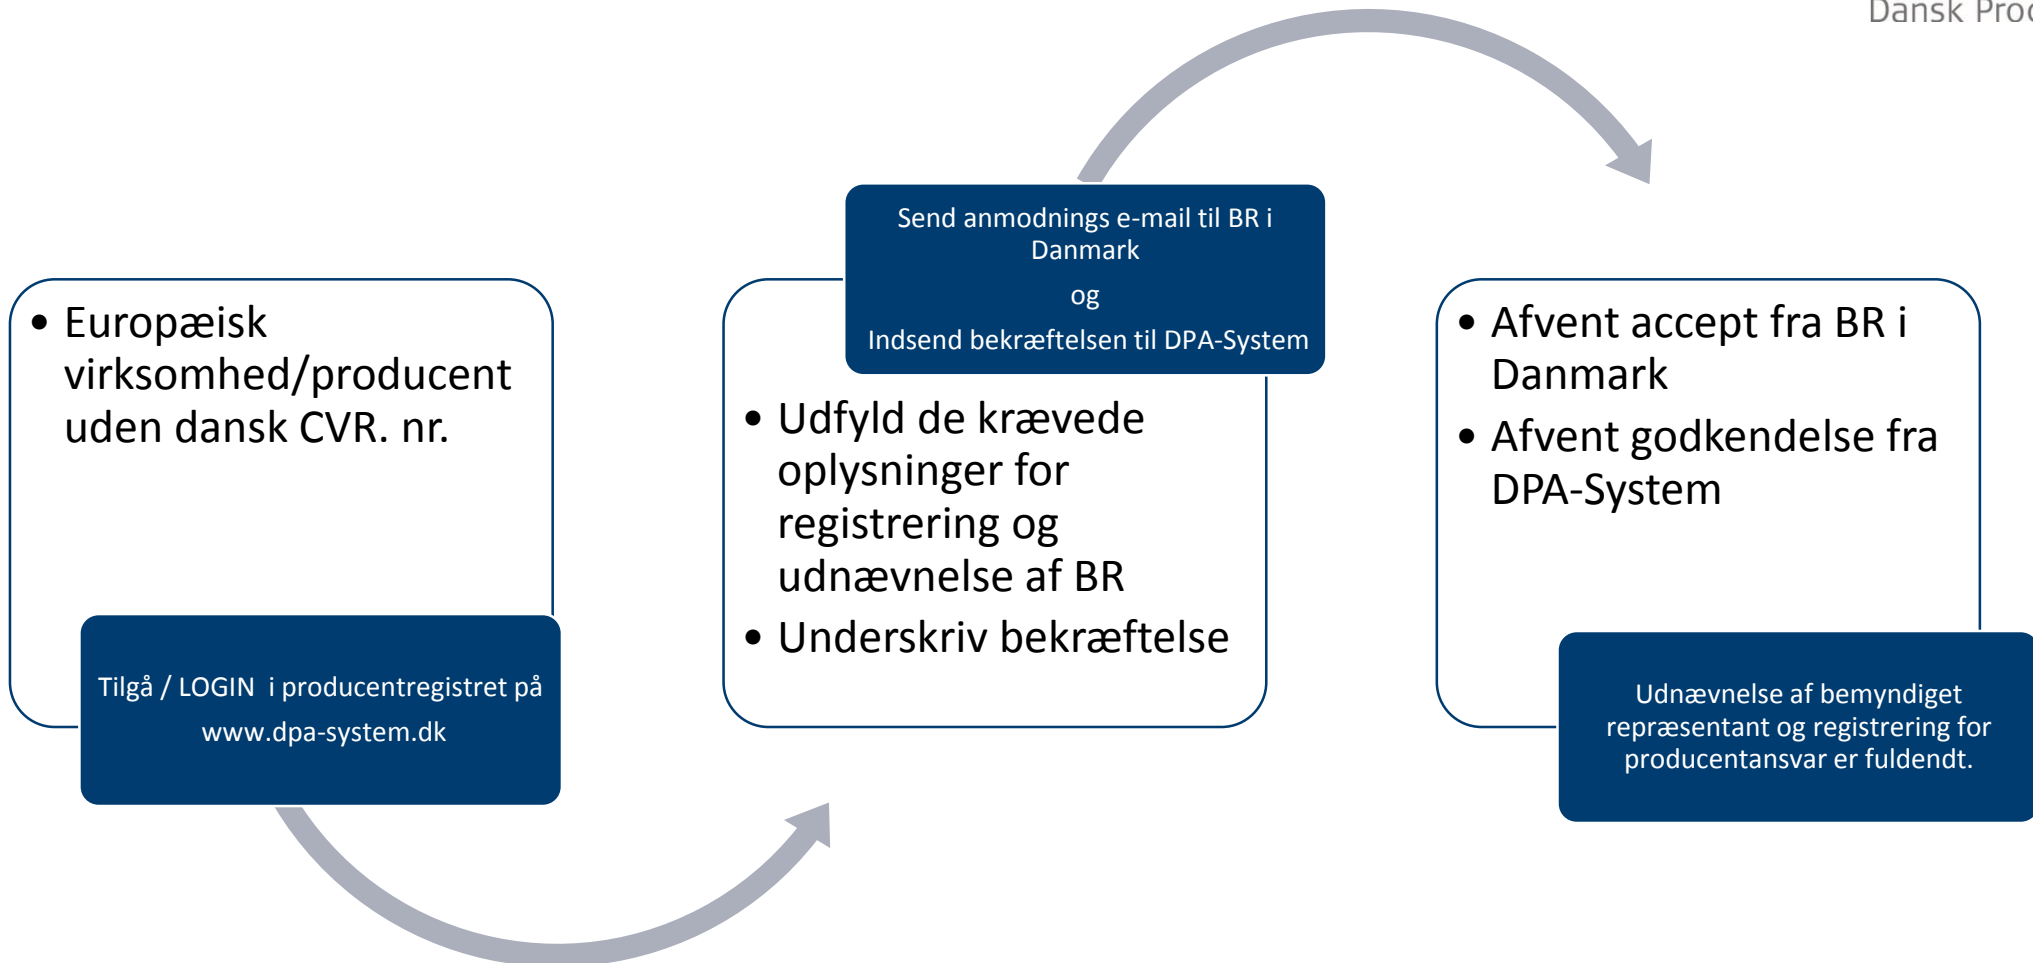 Dansk
• Europæisk
virksomhed/producent
uden dansk CVR. nr.
Tilgå / LOGIN i producentregistret på
www.dpa-system.dk
Send anmodnings e-mail til BR i
Danmark
og
Indsend bekræftelsen til DPA-System
• Udfyld de krævede
oplysninger for
registrering og
udnævnelse af BR
• Underskriv bekræftelse
• Afvent accept fra BR i
Danmark
• Afvent godkendelse fra
DPA-System
Udnævnelse af bemyndiget
repræsentant og registrering for
producentansvar er fuldendt.